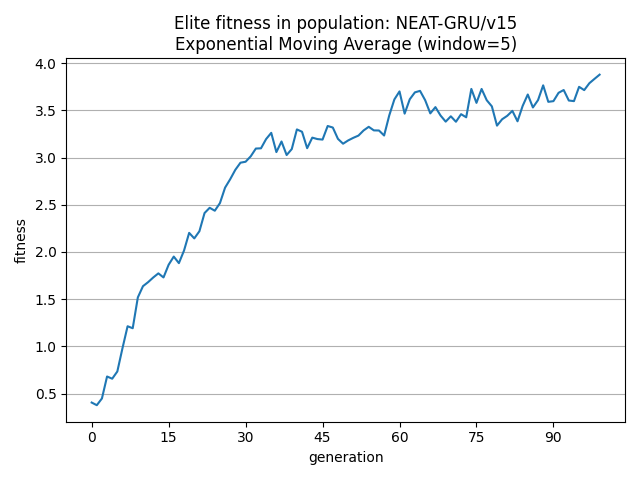 Elite fitness in population: NEAT-GRU/v15
Exponential Moving Average (window=5)
4.0
3.5
3.0
2.5
2.0
1.5
1.0
0.5
fitness
0 15 30 45 60 75 90
generation